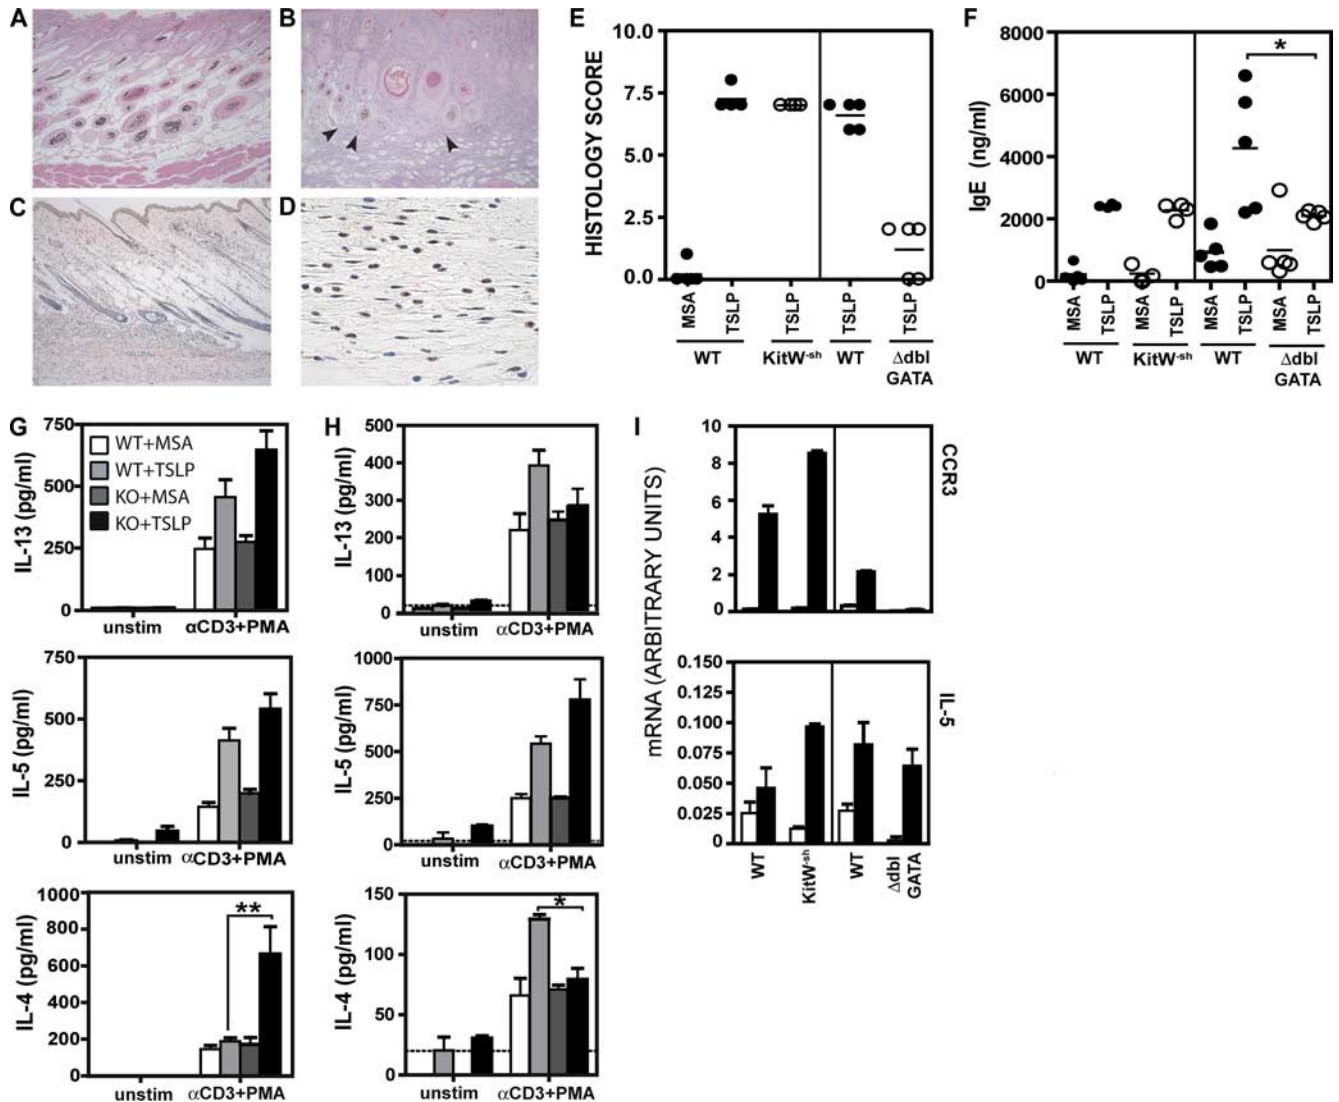 A
B
C
D
E
HISTOLOGY SCORE
10.0
7.5
5.0
2.5
0.0
MSA
TSLP
TSLP
TSLP
TSLP
WT
KitW-sh
WT
Δdbl
GATA
F
IgE (ng/ml)
8000
6000
4000
2000
0
*
MSA
TSLP
MSA
TSLP
MSA
TSLP
MSA
TSLP
WT
KitW-sh
WT
Δdbl
GATA
G
IL-13 (pg/ml)
750
500
250
0
WT+MSA
WT+TSLP
KO+MSA
KO+TSLP
unstim
αCD3+PMA
IL-5 (pg/ml)
750
500
250
0
unstim
αCD3+PMA
IL-4 (pg/ml)
1000
800
600
400
200
0
**
unstim
αCD3+PMA
H
IL-13 (pg/ml)
500
400
300
200
100
0
unstim
αCD3+PMA
IL-5 (pg/ml)
1000
750
500
250
0
unstim
αCD3+PMA
IL-4 (pg/ml)
150
100
50
0
*
unstim
αCD3+PMA
I
mRNA (ARBITRARY UNITS)
10
8
6
4
2
0
CCR3
0.150
0.125
0.100
0.075
0.050
0.025
0
IL-5
WT
KitW-sh
WT
Δdbl
GATA